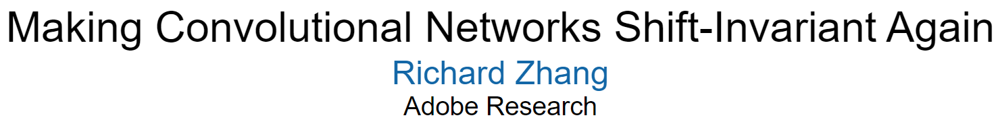 Making Convolutional Networks Shift-Invariant Again
Richard Zhang
Adobe Research